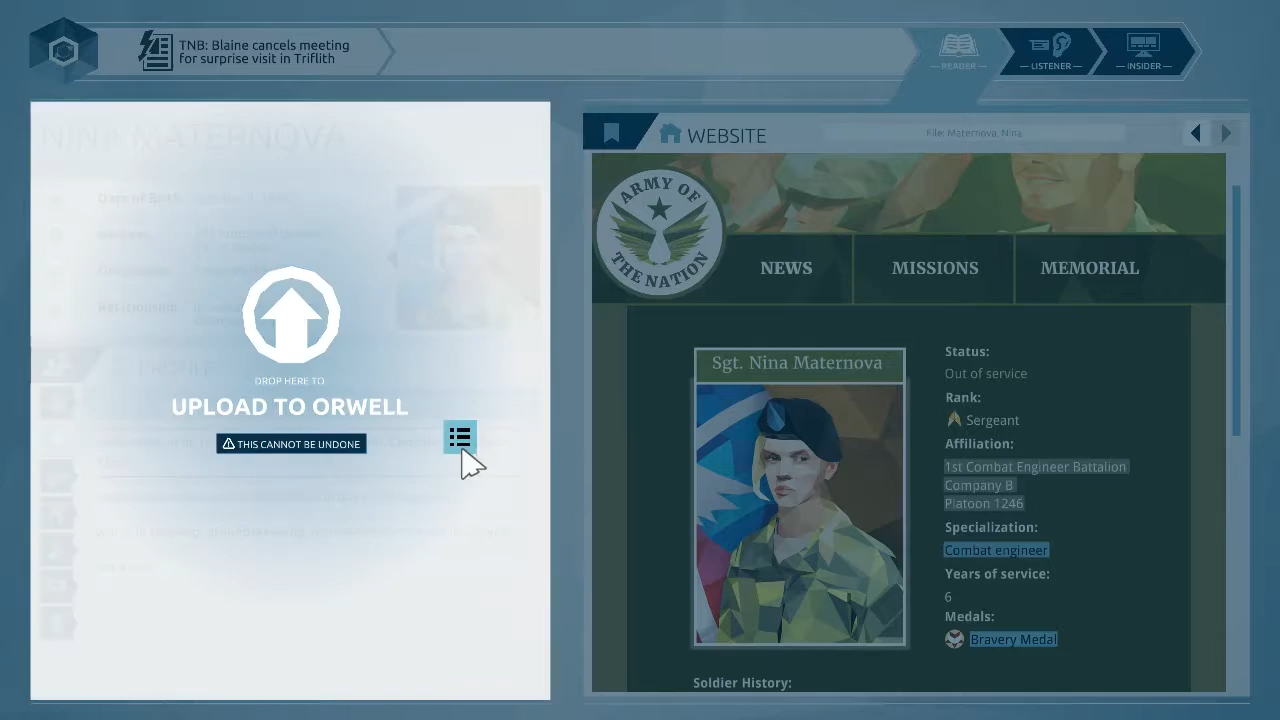 TNB: Blaine cancels meeting
for surprise visit in Triflith
— READER —
— LISTENER —
— INSIDER —
NINA MATERNOVA
DROP HERE TO
UPLOAD TO ORWELL
THIS CANNOT BE UNDONE
WEBSITE
File: Maternova, Nina
ARMY OF
THE NATION
NEWS
MISSIONS
MEMORIAL
Sgt. Nina Maternova
Status:
Out of service
Rank:
Sergeant
Affiliation:
1st Combat Engineer Battalion
Company B
Platoon 1246
Specialization:
Combat engineer
Years of service:
6
Medals:
Bravery Medal
Soldier History: